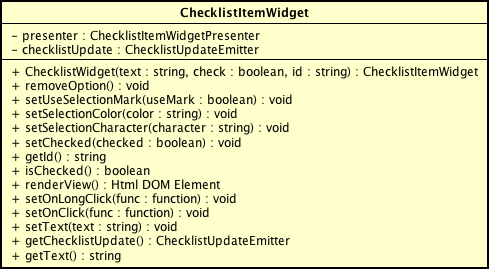 ChecklistItemWidget
- presenter : ChecklistItemWidgetPresenter
- checklistUpdate : ChecklistUpdateEmitter
+ ChecklistWidget(text : string, check : boolean, id : string) : ChecklistItemWidget
+ removeOption() : void
+ setUseSelectionMark(useMark : boolean) : void
+ setSelectionColor(color : string) : void
+ setSelectionCharacter(character : string) : void
+ setChecked(checked : boolean) : void
+ getId() : string
+ isChecked() : boolean
+ renderView() : Html DOM Element
+ setOnLongClick(func : function) : void
+ setOnClick(func : function) : void
+ setText(text : string) : void
+ getChecklistUpdate() : ChecklistUpdateEmitter
+ getText() : string